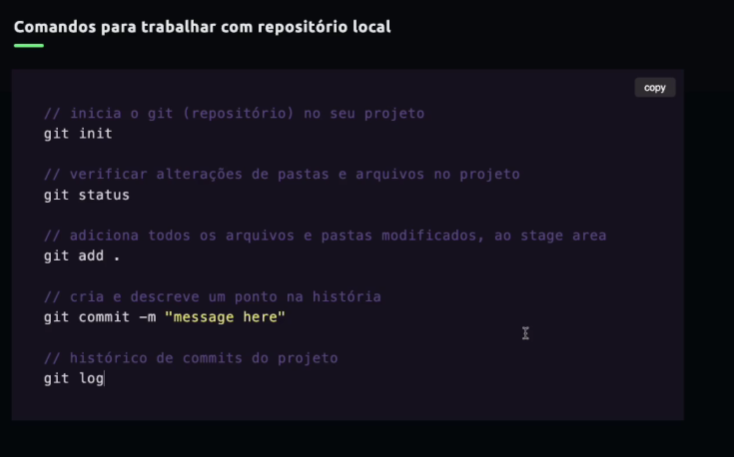 Comandos para trabalhar com repositório local
copy
// inicia o git (repositório) no seu projeto
git init
// verificar alterações de pastas e arquivos no projeto
git status
// adiciona todos os arquivos e pastas modificados, ao stage area
git add .
// cria e descreve um ponto na história
git commit -m "message here"
// histórico de commits do projeto
git log